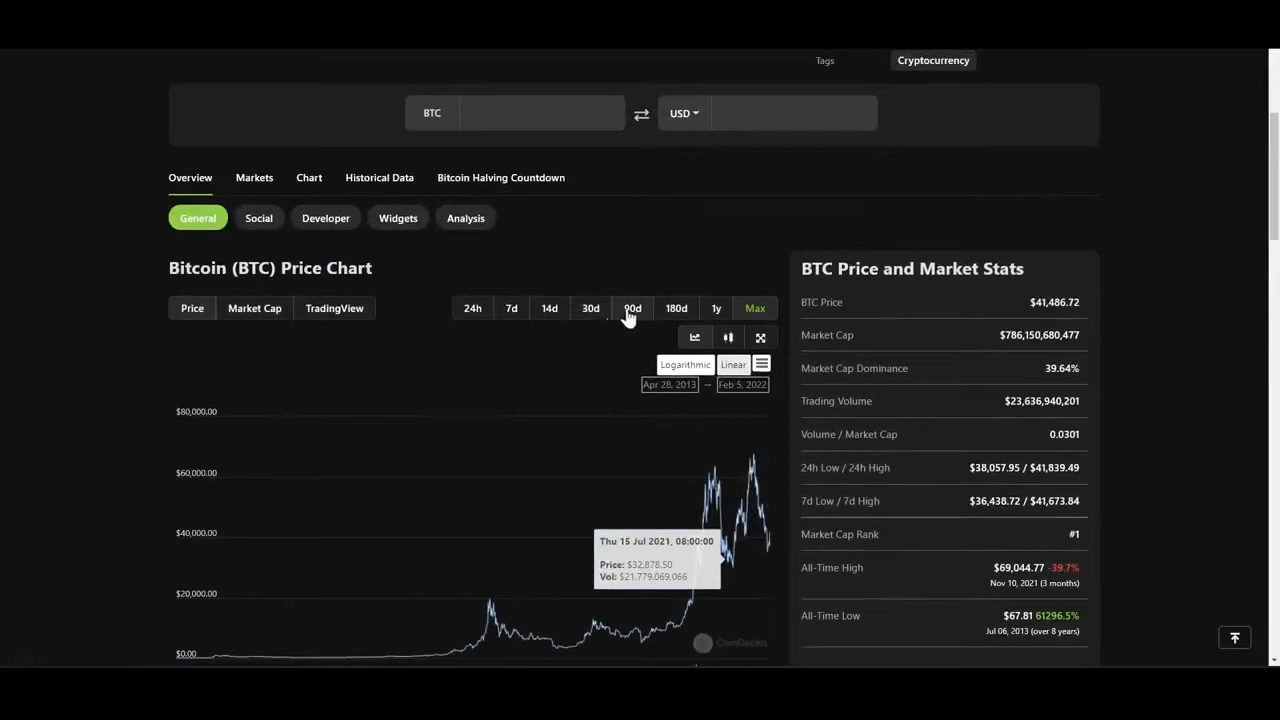 Tags Cryptocurrency
BTC USD
Overview Markets Chart Historical Data Bitcoin Halving Countdown
General Social Developer Widgets Analysis
Bitcoin (BTC) Price Chart
Price Market Cap TradingView 24h 7d 14d 30d 90d 180d 1y Max
Logarithmic Linear
Apr 28, 2013 → Feb 5, 2022
$80,000.00
$60,000.00
$40,000.00
$20,000.00
$0.00
Thu 15 Jul 2021, 08:00:00
Price: $32,878.50
Vol: $21,779,069,066
CoinGecko
BTC Price and Market Stats
BTC Price $41,486.72
Market Cap $786,150,680,477
Market Cap Dominance 39.64%
Trading Volume $23,636,940,201
Volume / Market Cap 0.0301
24h Low / 24h High $38,057.95 / $41,839.49
7d Low / 7d High $36,438.72 / $41,673.84
Market Cap Rank #1
All-Time High $69,044.77 -39.7%
Nov 10, 2021 (3 months)
All-Time Low $67.81 61296.5%
Jul 06, 2013 (over 8 years)